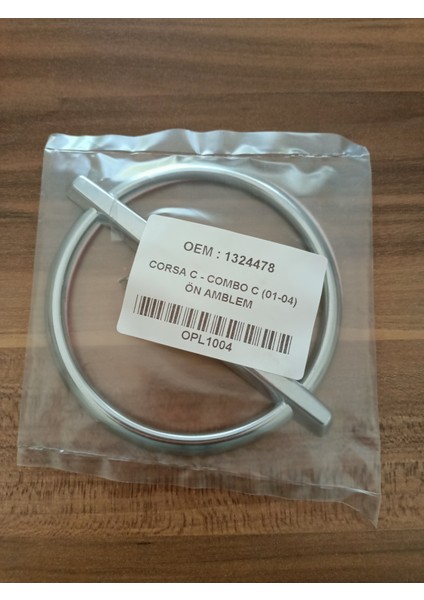 OEM : 1324478
CORSA C - COMBO C (01-04)
ÖN AMBLEM
OPL1004